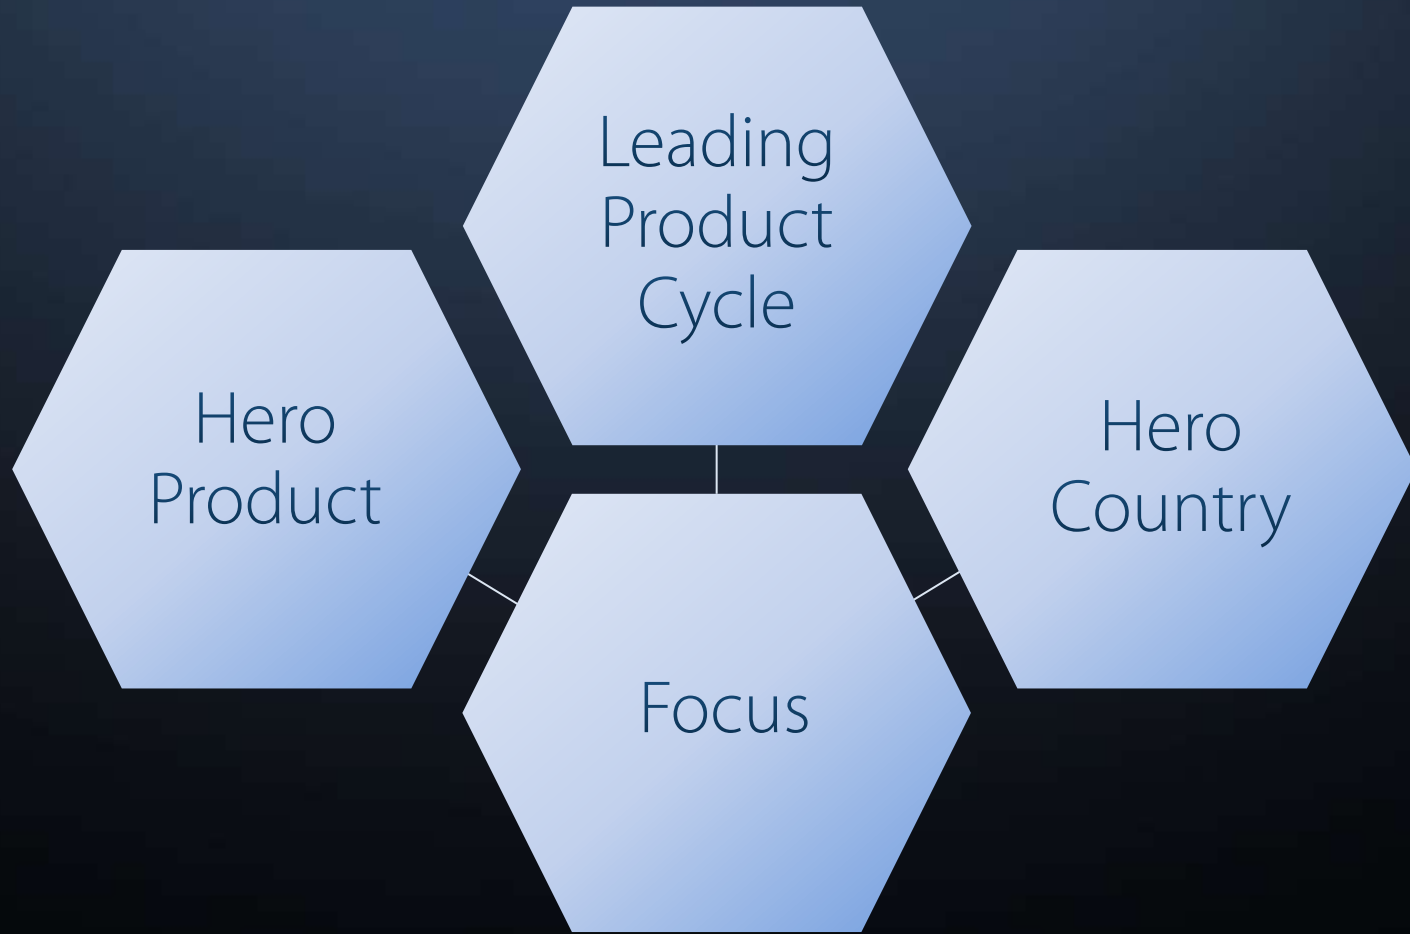 Leading
Product
Cycle
Hero
Product
Hero
Country
Focus